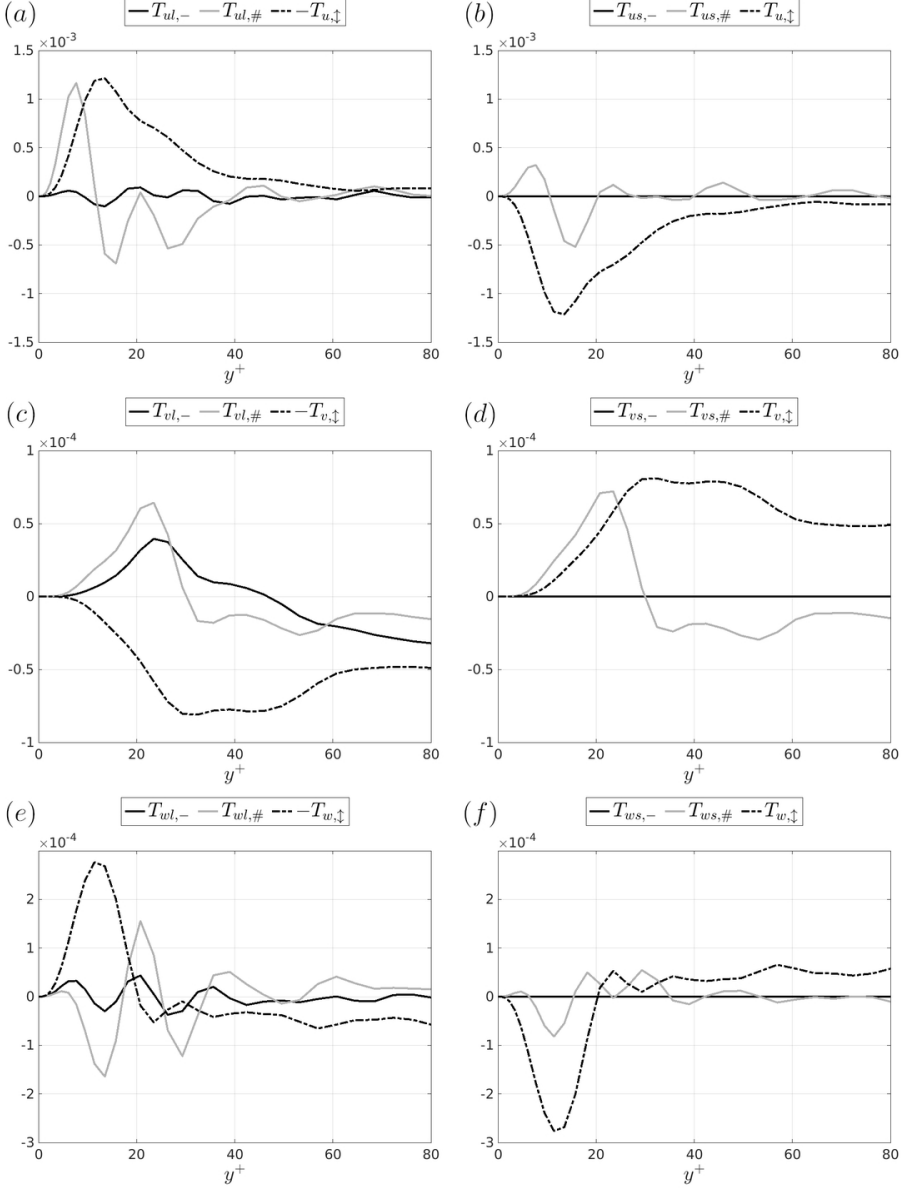 (a) T_{ul,-} T_{ul,#} -T_{u,↕}
(b) T_{us,-} T_{us,#} T_{u,↕}
×10^{-3}
1.5
1
0.5
0
-0.5
-1
-1.5
0 20 40 60 80
y^+
×10^{-3}
1.5
1
0.5
0
-0.5
-1
-1.5
0 20 40 60 80
y^+
(c) T_{vl,-} T_{vl,#} -T_{v,↕}
(d) T_{vs,-} T_{vs,#} T_{v,↕}
×10^{-4}
1
0.5
0
-0.5
-1
0 20 40 60 80
y^+
×10^{-4}
1
0.5
0
-0.5
-1
0 20 40 60 80
y^+
(e) T_{wl,-} T_{wl,#} -T_{w,↕}
(f) T_{ws,-} T_{ws,#} T_{w,↕}
×10^{-4}
2
1
0
-1
-2
-3
0 20 40 60 80
y^+
×10^{-4}
2
1
0
-1
-2
-3
0 20 40 60 80
y^+